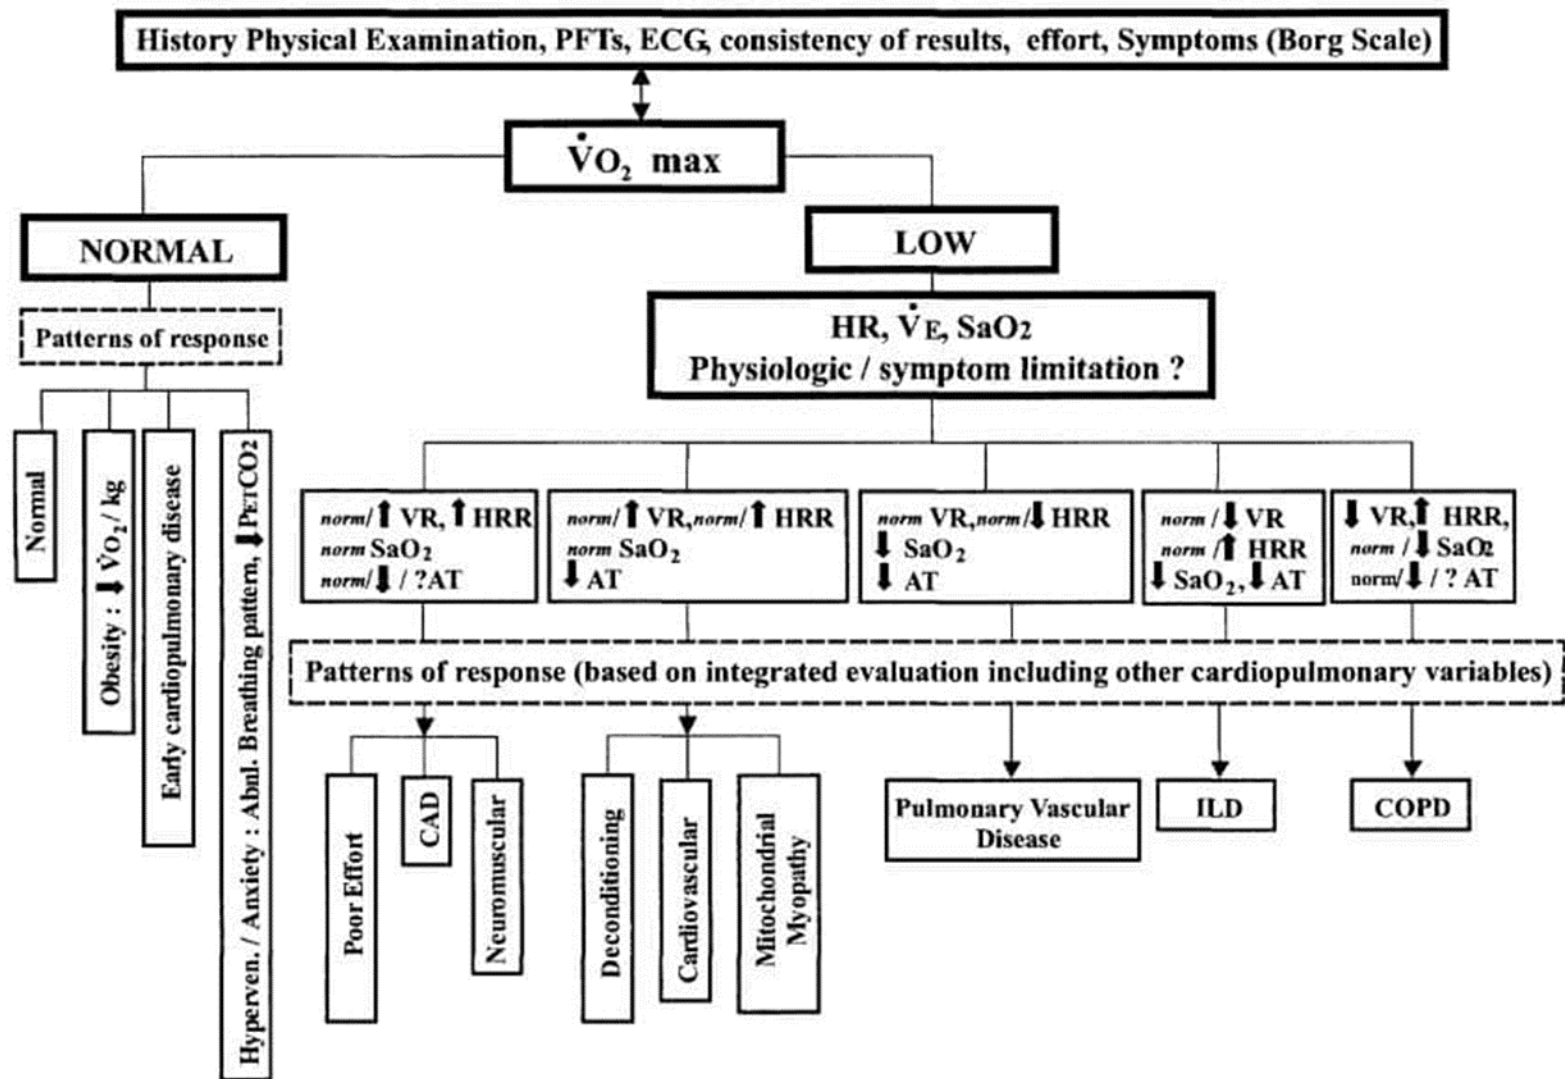 History Physical Examination, PFTs, ECG, consistency of results, effort, Symptoms (Borg Scale)
V̇O₂ max
NORMAL
LOW
Patterns of response
HR, V̇E, SaO2
Physiologic / symptom limitation ?
Normal
Obesity : ⬇ V̇O₂ / kg
Early cardiopulmonary disease
Hyperven. / Anxiety : Abnl. Breathing pattern, ⬇PETCO2
norm/⬆ VR, ⬆ HRR
norm SaO₂
norm/⬇ / ?AT
norm/⬆ VR, norm/⬆ HRR
norm SaO₂
⬇ AT
norm VR, norm/⬇ HRR
⬇ SaO₂
⬇ AT
norm /⬇ VR
norm /⬆ HRR
⬇ SaO₂, ⬇ AT
⬇ VR, ⬆ HRR,
norm /⬇ SaO2
norm/⬇ / ? AT
Patterns of response (based on integrated evaluation including other cardiopulmonary variables)
Poor Effort
CAD
Neuromuscular
Deconditioning
Cardiovascular
Mitochondrial
Myopathy
Pulmonary Vascular
Disease
ILD
COPD